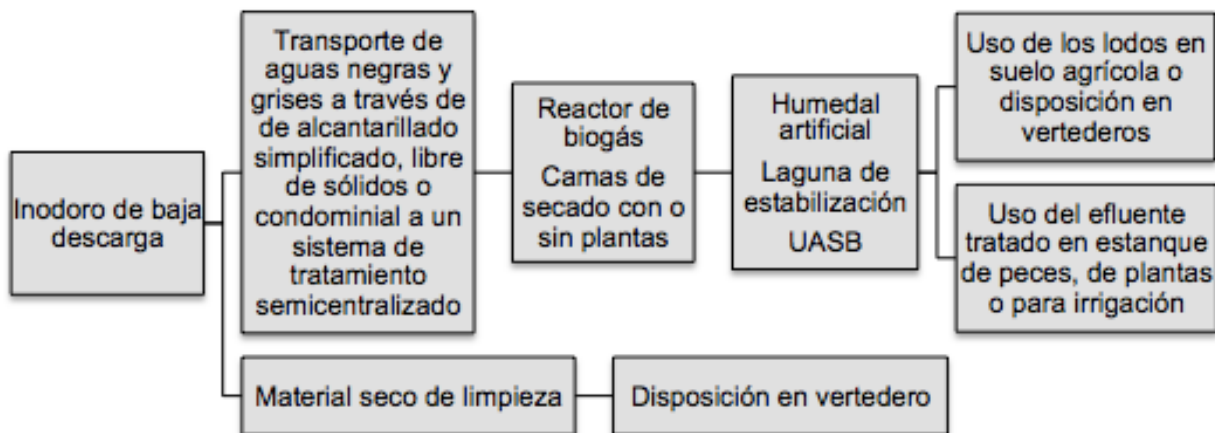 Inodoro de baja
descarga
Transporte de
aguas negras y
grises a través de
de alcantarillado
simplificado, libre
de sólidos o
condominial a un
sistema de
tratamiento
semicentralizado
Reactor de
biogás
Camas de
secado con o
sin plantas
Humedal
artificial
Laguna de
estabilización
UASB
Uso de los lodos en
suelo agrícola o
disposición en
vertederos
Uso del efluente
tratado en estanque
de peces, de plantas
o para irrigación
Material seco de limpieza
Disposición en vertedero